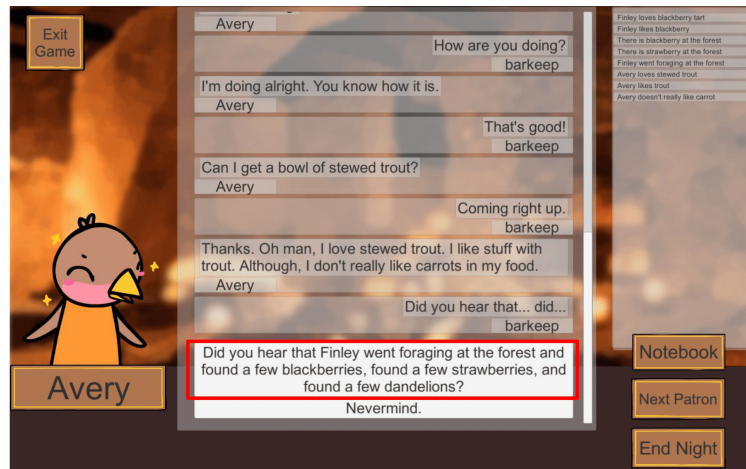 Exit
Game
Avery
How are you doing?
barkeep
I'm doing alright. You know how it is.
Avery
That's good!
barkeep
Can I get a bowl of stewed trout?
Avery
Coming right up.
barkeep
Thanks. Oh man, I love stewed trout. I like stuff with
trout. Although, I don't really like carrots in my food.
Avery
Did you hear that... did...
barkeep
Did you hear that Finley went foraging at the forest and
found a few blackberries, found a few strawberries, and
found a few dandelions?
Nevermind.
Avery
Finley loves blackberry tart
Finley likes blackberry
There is blackberry at the forest
There is strawberry at the forest
Finley went foraging at the forest
Avery loves stewed trout
Avery likes trout
Avery doesn't really like carrot
Notebook
Next Patron
End Night